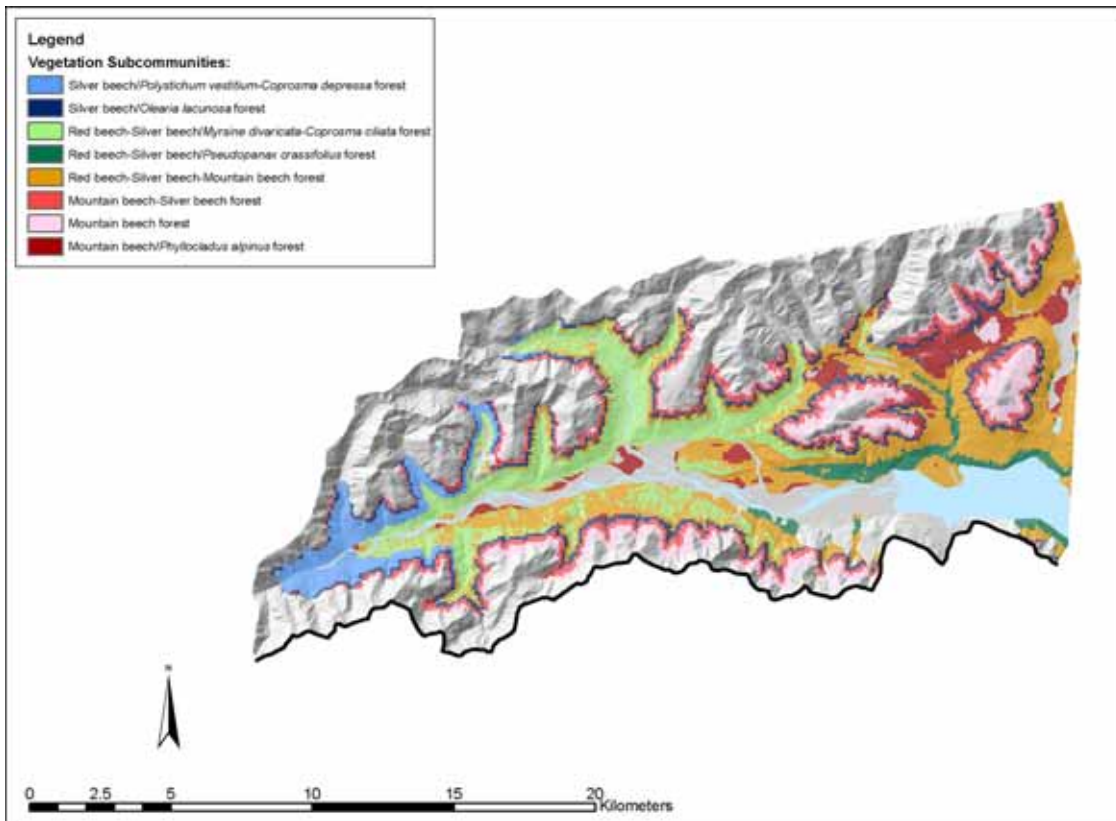 Legend
Vegetation Subcommunities:
Silver beech/Polystichum vestitium-Coprosma depressa forest
Silver beech/Olearia lacunosa forest
Red beech-Silver beech/Myrsine divaricata-Coprosma ciliata forest
Red beech-Silver beech/Pseudopanax crassifolius forest
Red beech-Silver beech-Mountain beech forest
Mountain beech-Silver beech forest
Mountain beech forest
Mountain beech/Phyllocladus alpinus forest
N
0 2.5 5 10 15 20 Kilometers